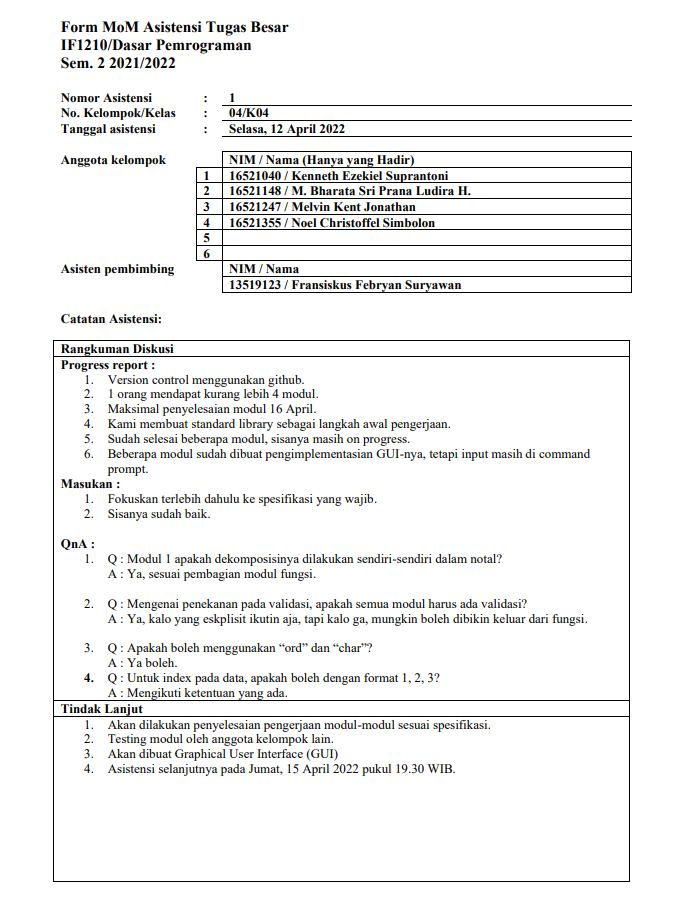 Form MoM Asistensi Tugas Besar
IF1210/Dasar Pemrograman
Sem. 2 2021/2022
Nomor Asistensi : 1
No. Kelompok/Kelas : 04/K04
Tanggal asistensi : Selasa, 12 April 2022
Anggota kelompok NIM / Nama (Hanya yang Hadir)
1 16521040 / Kenneth Ezekiel Suprantoni
2 16521148 / M. Bharata Sri Prana Ludira H.
3 16521247 / Melvin Kent Jonathan
4 16521355 / Noel Christoffel Simbolon
5
6
Asisten pembimbing NIM / Nama
13519123 / Fransiskus Febryan Suryawan
Catatan Asistensi:
Rangkuman Diskusi
Progress report :
1. Version control menggunakan github.
2. 1 orang mendapat kurang lebih 4 modul.
3. Maksimal penyelesaian modul 16 April.
4. Kami membuat standard library sebagai langkah awal pengerjaan.
5. Sudah selesai beberapa modul, sisanya masih on progress.
6. Beberapa modul sudah dibuat pengimplementasian GUI-nya, tetapi input masih di command
prompt.
Masukan :
1. Fokuskan terlebih dahulu ke spesifikasi yang wajib.
2. Sisanya sudah baik.
QnA :
1. Q : Modul 1 apakah dekomposisinya dilakukan sendiri-sendiri dalam notal?
A : Ya, sesuai pembagian modul fungsi.
2. Q : Mengenai penekanan pada validasi, apakah semua modul harus ada validasi?
A : Ya, kalo yang eskplisit ikutin aja, tapi kalo ga, mungkin boleh dibikin keluar dari fungsi.
3. Q : Apakah boleh menggunakan “ord” dan “char”?
A : Ya boleh.
4. Q : Untuk index pada data, apakah boleh dengan format 1, 2, 3?
A : Mengikuti ketentuan yang ada.
Tindak Lanjut
1. Akan dilakukan penyelesaian pengerjaan modul-modul sesuai spesifikasi.
2. Testing modul oleh anggota kelompok lain.
3. Akan dibuat Graphical User Interface (GUI)
4. Asistensi selanjutnya pada Jumat, 15 April 2022 pukul 19.30 WIB.